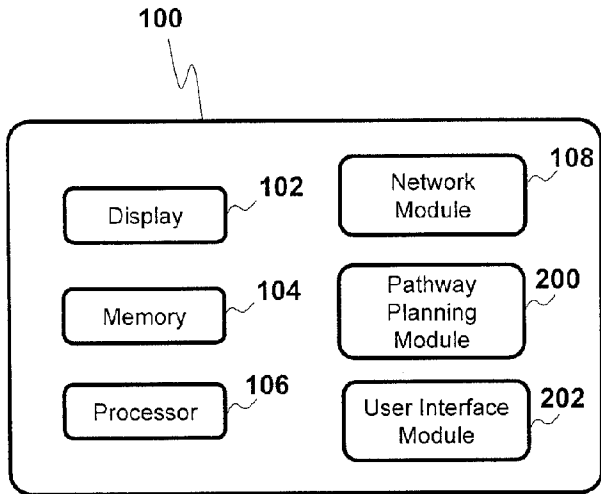 100
Display
102
Network
Module
108
Memory
104
Pathway
Planning
Module
200
Processor
106
User Interface
Module
202